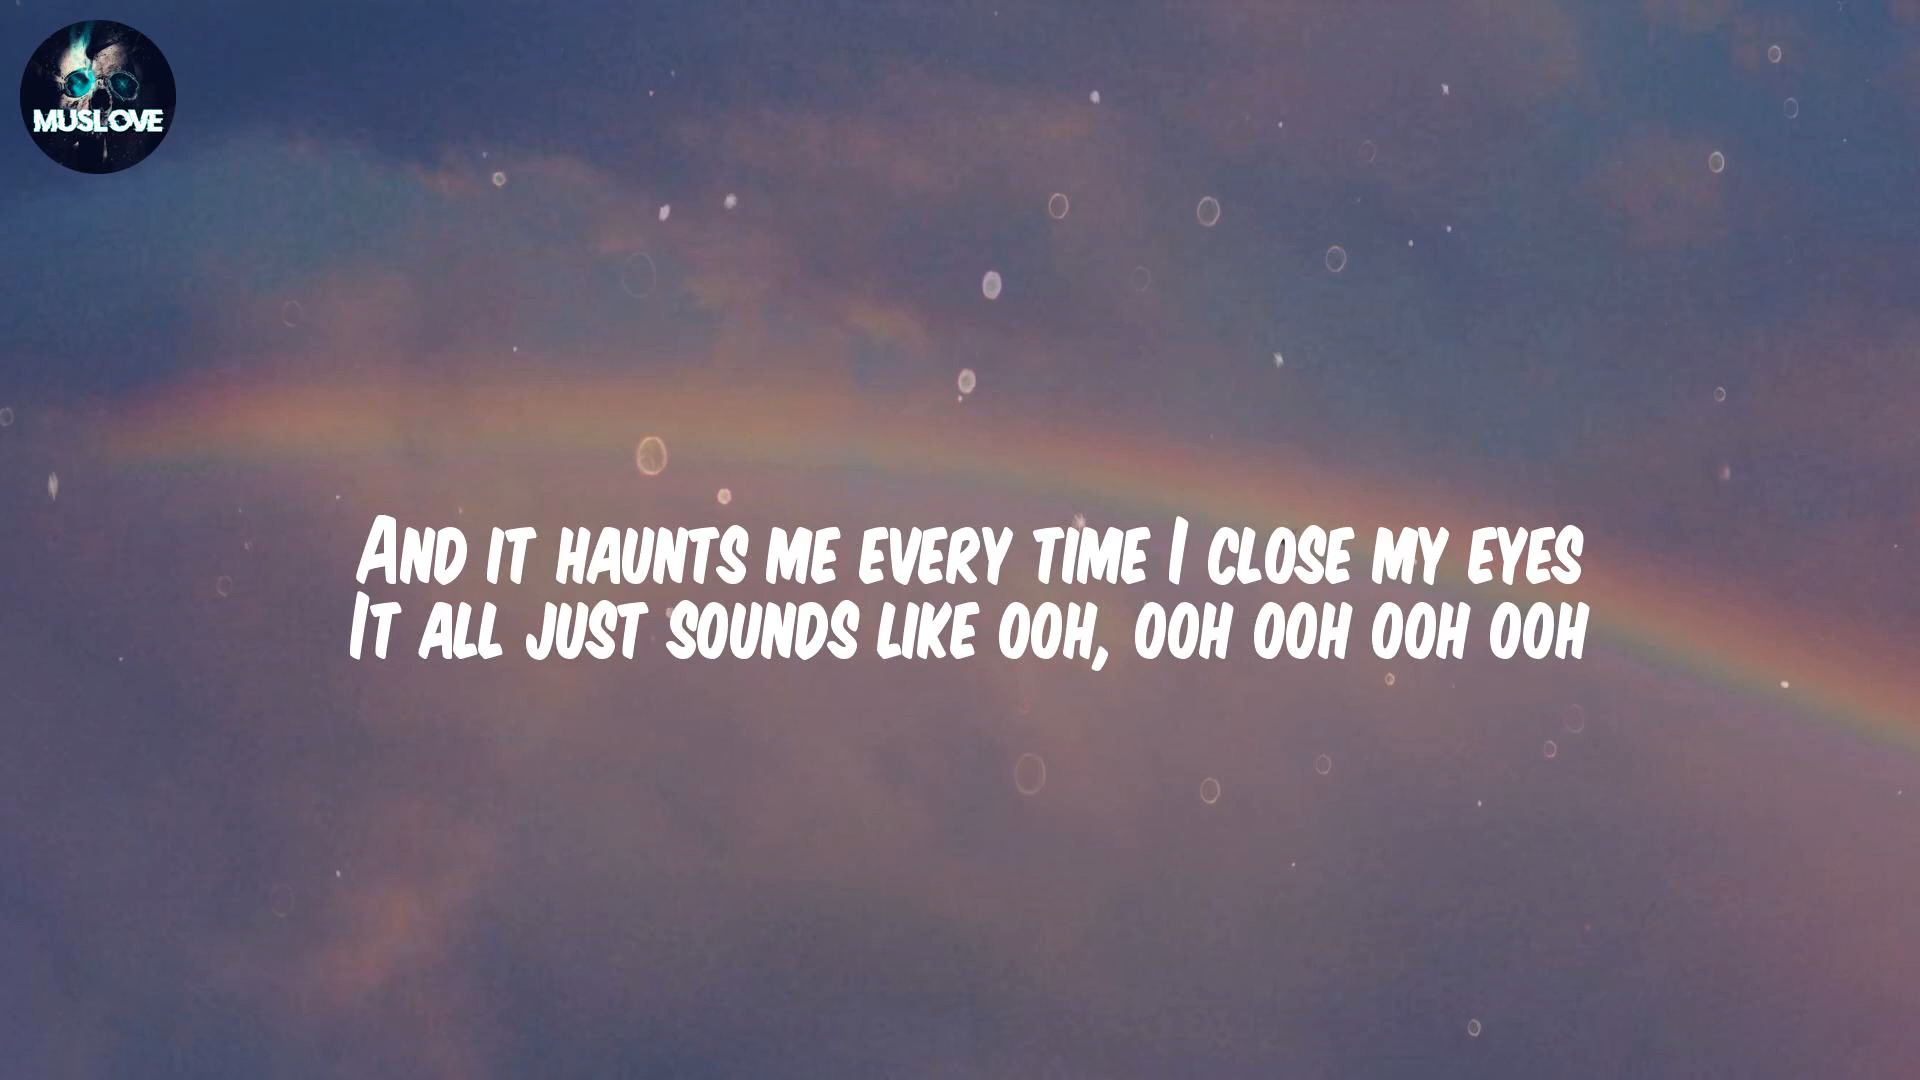 MUSLOVE
And it haunts me every time I close my eyes
It all just sounds like ooh, ooh ooh ooh ooh